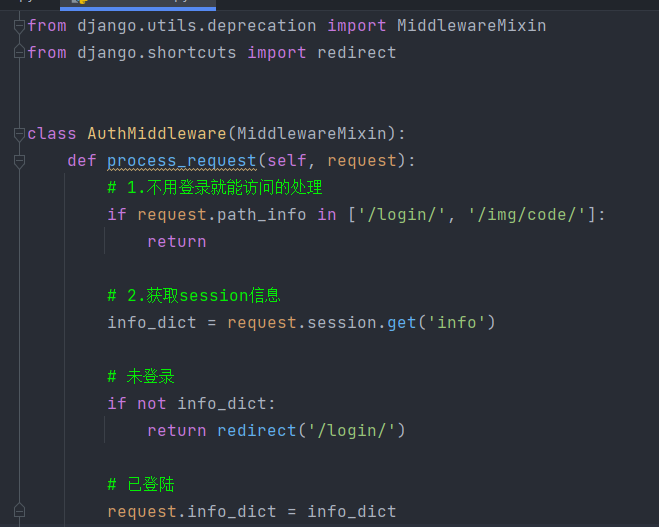 from django.utils.deprecation import MiddlewareMixin
from django.shortcuts import redirect
class AuthMiddleware(MiddlewareMixin):
def process_request(self, request):
# 1.不用登录就能访问的处理
if request.path_info in ['/login/', '/img/code/']:
return
# 2.获取session信息
info_dict = request.session.get('info')
# 未登录
if not info_dict:
return redirect('/login/')
# 已登陆
request.info_dict = info_dict